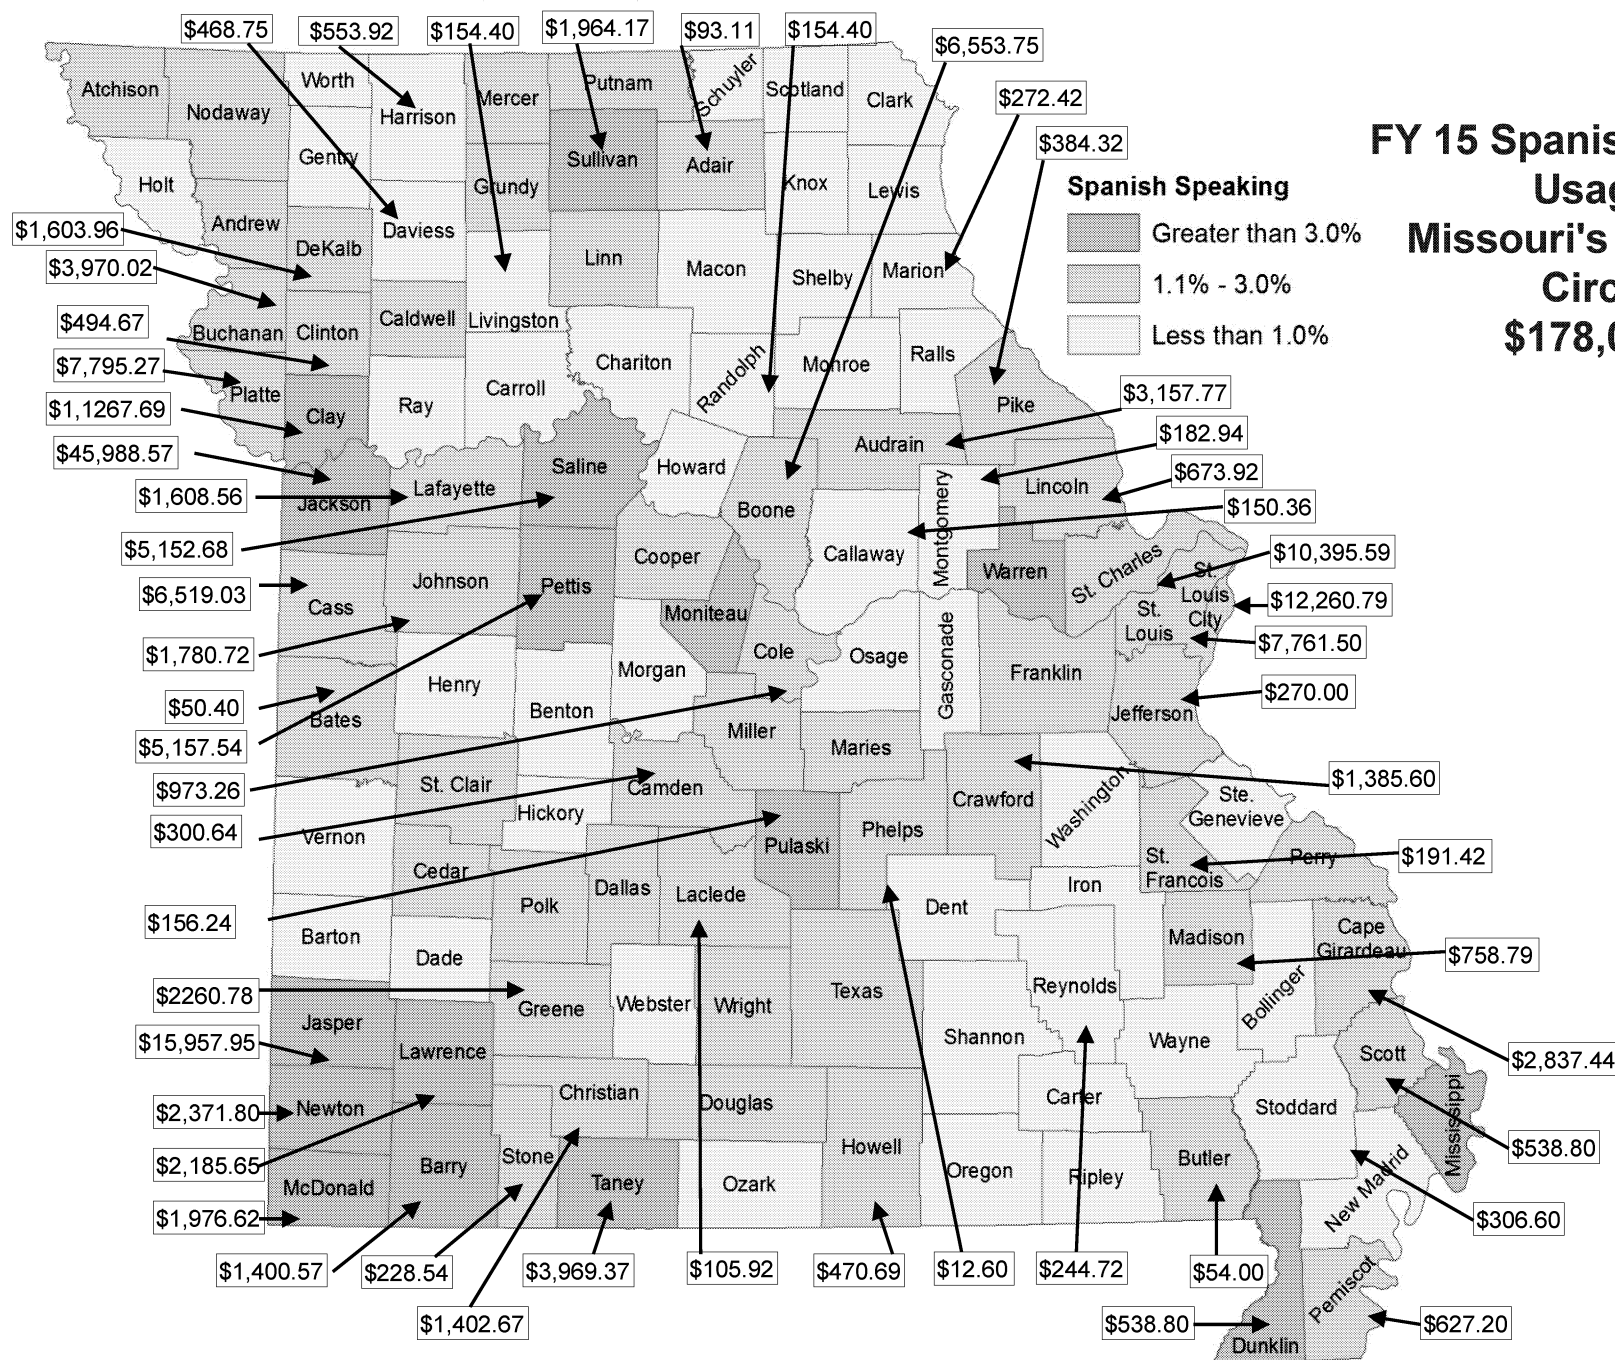 $468.75
$553.92
$154.40
$1,964.17
$93.11
$154.40
$6,553.75
$272.42
$384.32
FY 15 Spanis
Usag
Missouri's
Circ
$178,0
Spanish Speaking
Greater than 3.0%
1.1% - 3.0%
Less than 1.0%
Atchison
Nodaway
Worth
Harrison
Mercer
Putnam
Schuyler
Scotland
Clark
Holt
Gentry
Sullivan
Adair
Knox
Lewis
Andrew
DeKalb
Daviess
Grundy
Linn
Macon
Shelby
Marion
$1,603.96
$3,970.02
$494.67
$7,795.27
$1,1267.69
$45,988.57
$1,608.56
$5,152.68
$6,519.03
$1,780.72
$50.40
$5,157.54
$973.26
$300.64
$156.24
$2260.78
$15,957.95
$2,371.80
$2,185.65
$1,976.62
Buchanan
Clinton
Caldwell
Livingston
Chariton
Randolph
Monroe
Ralls
Platte
Clay
Ray
Carroll
Pike
Audrain
Jackson
Lafayette
Saline
Howard
Boone
Callaway
Montgomery
Lincoln
Cass
Johnson
Pettis
Cooper
Moniteau
Cole
Osage
Gasconade
Warren
St. Charles
St.
Louis
City
St.
Louis
Franklin
Jefferson
Bates
Henry
Benton
Morgan
Miller
Maries
St. Clair
Hickory
Camden
Pulaski
Phelps
Crawford
Washington
Ste.
Genevieve
St.
Francois
Perry
Vernon
Cedar
Polk
Dallas
Laclede
Dent
Iron
Madison
Bollinger
Cape
Girardeau
Barton
Dade
Greene
Webster
Wright
Texas
Shannon
Reynolds
Wayne
Scott
Mississippi
Jasper
Lawrence
Christian
Douglas
Howell
Carter
Stoddard
New Madrid
Newton
Barry
Stone
Taney
Ozark
Oregon
Ripley
Butler
McDonald
Dunklin
Pemiscot
$3,157.77
$182.94
$673.92
$150.36
$10,395.59
$12,260.79
$7,761.50
$270.00
$1,385.60
$191.42
$758.79
$2,837.44
$538.80
$306.60
$1,400.57
$228.54
$3,969.37
$105.92
$470.69
$12.60
$244.72
$54.00
$1,402.67
$538.80
$627.20